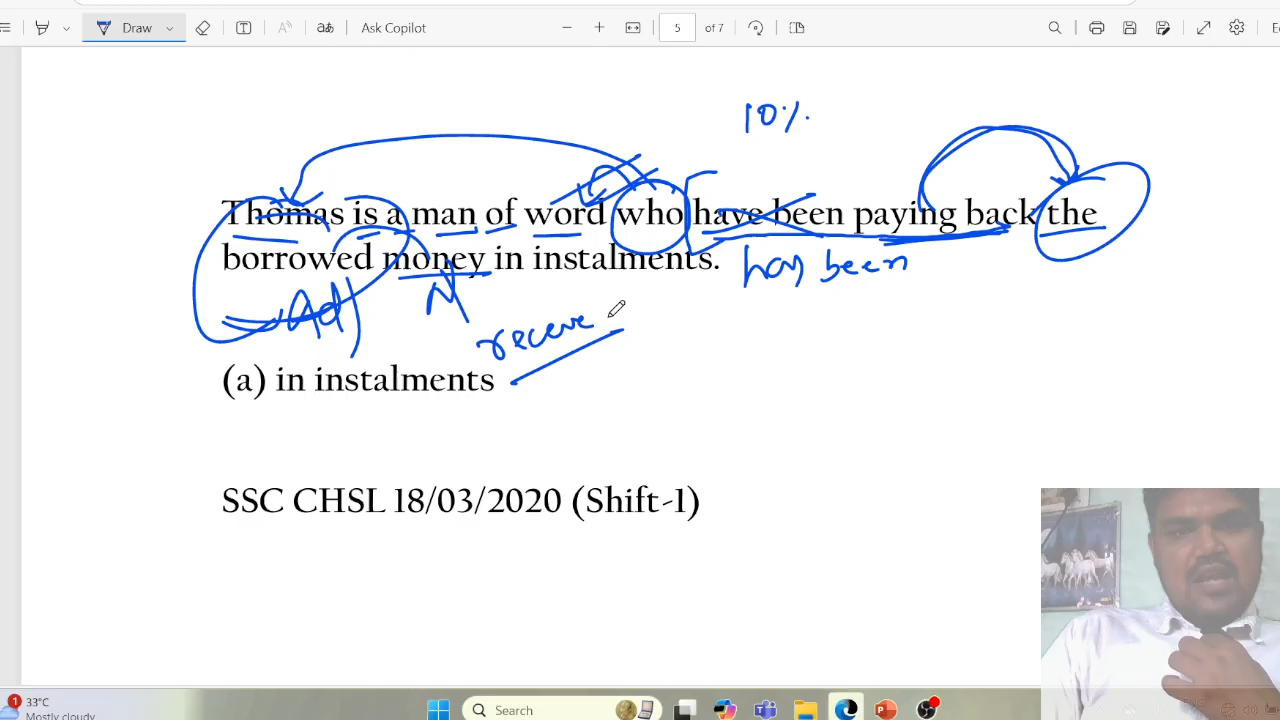 Draw
Ask Copilot
5 of 7
10%
Thomas is a man of word who have been paying back the
has been
borrowed money in instalments.
Adj
N
receve
(a) in instalments
SSC CHSL 18/03/2020 (Shift-1)
1
33°C
Mostly cloudy
Search